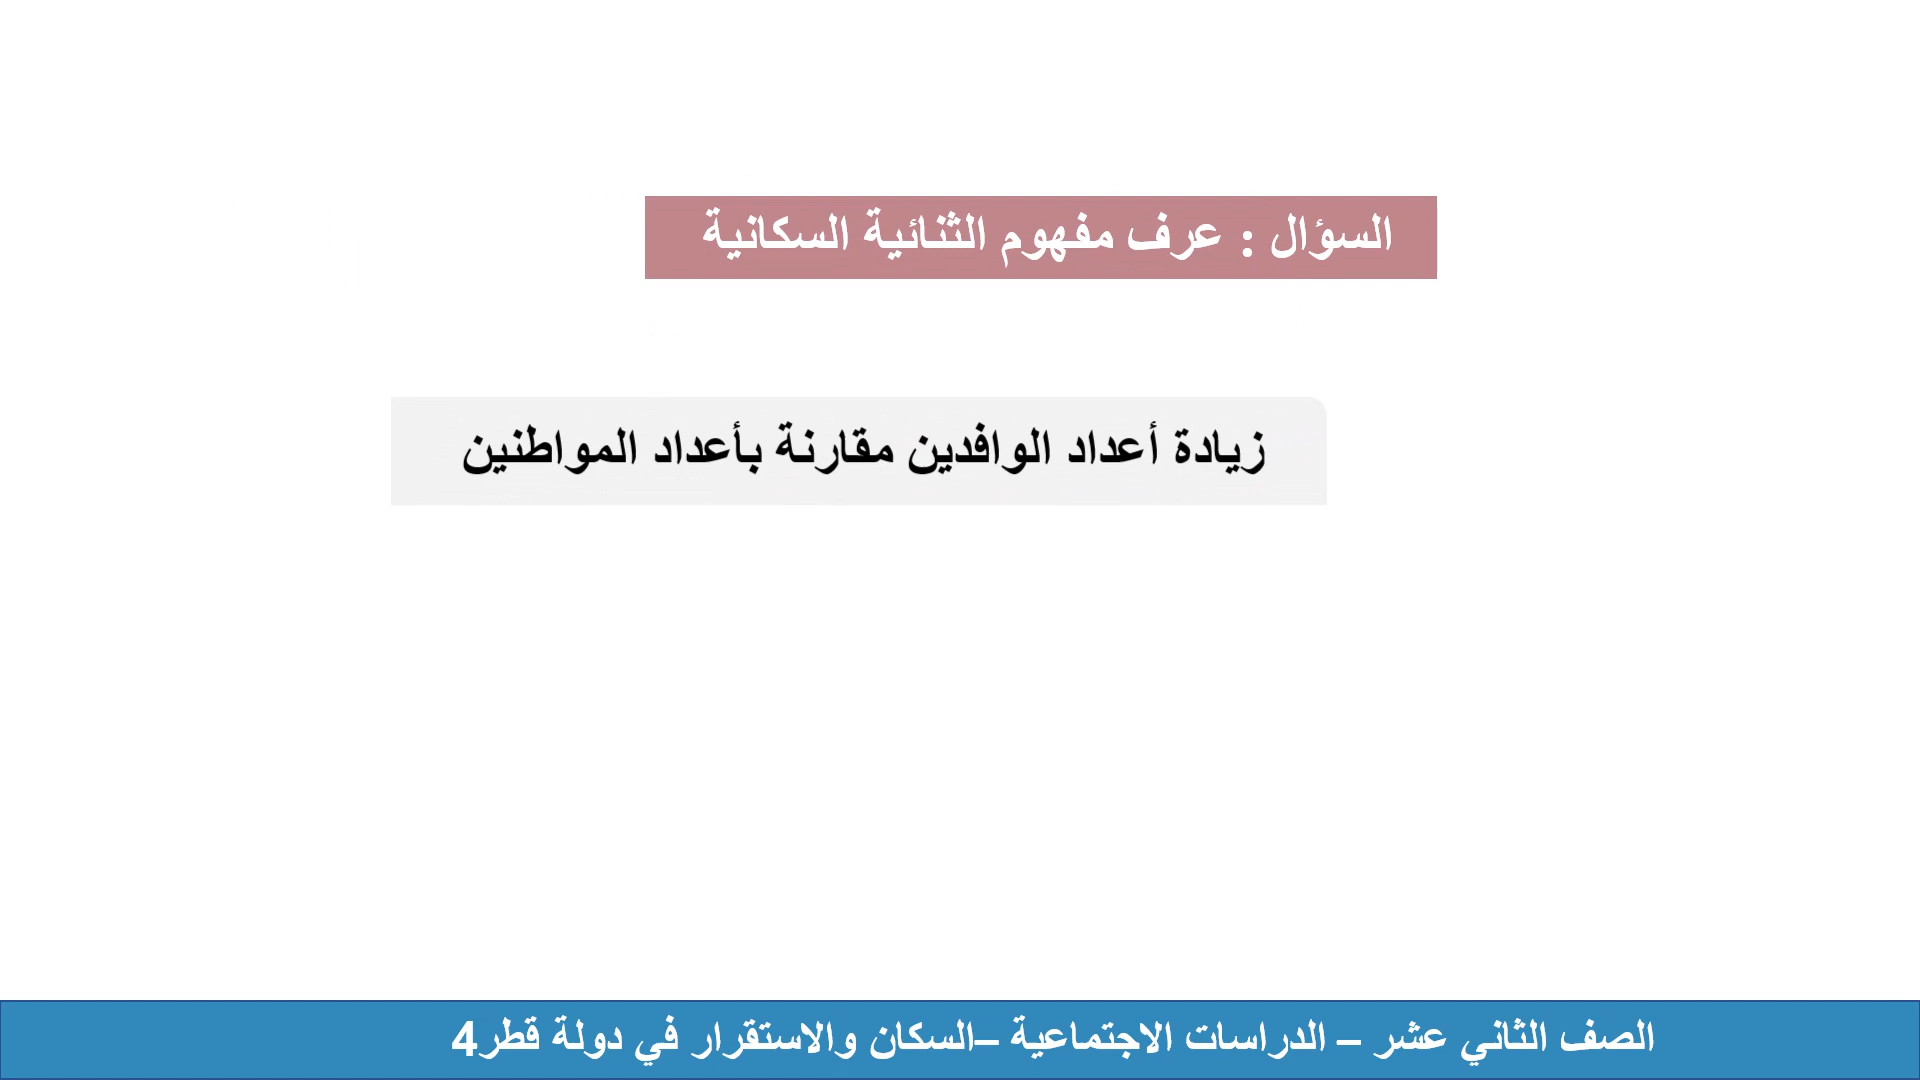 السؤال : عرف مفهوم الثنائية السكانية
زيادة أعداد الوافدين مقارنة بأعداد المواطنين
الصف الثاني عشر – الدراسات الاجتماعية –السكان والاستقرار في دولة قطر4